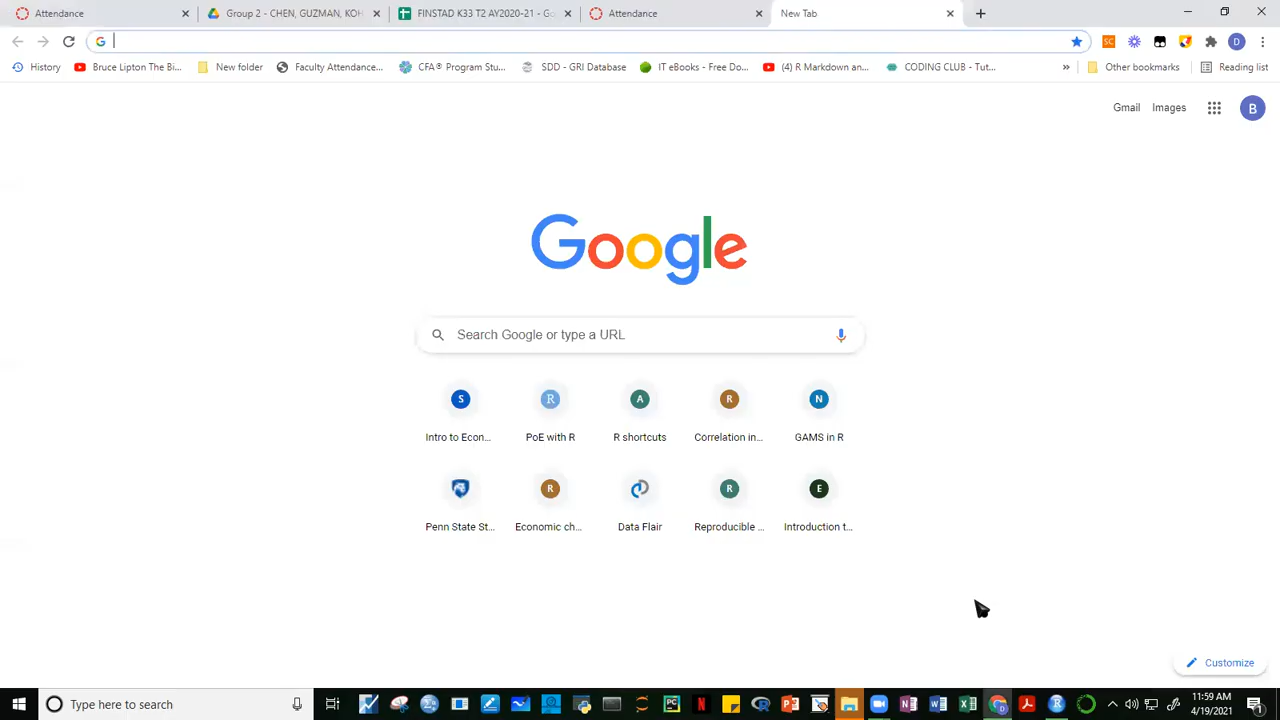 Attendance
Group 2 - CHEN, GUZMAN, KOH
FINSTAD K33 T2 AY2020-21 - Go
Attendance
New Tab
History
Bruce Lipton The Bi...
New folder
Faculty Attendance...
CFA® Program Stu...
SDD - GRI Database
IT eBooks - Free Do...
(4) R Markdown an...
CODING CLUB - Tut...
»
Other bookmarks
Reading list
Gmail
Images
B
Google
Search Google or type a URL
S
R
A
R
N
Intro to Econ...
PoE with R
R shortcuts
Correlation in...
GAMS in R
R
R
E
Penn State St...
Economic ch...
Data Flair
Reproducible ...
Introduction t...
Customize
Type here to search
11:59 AM
4/19/2021